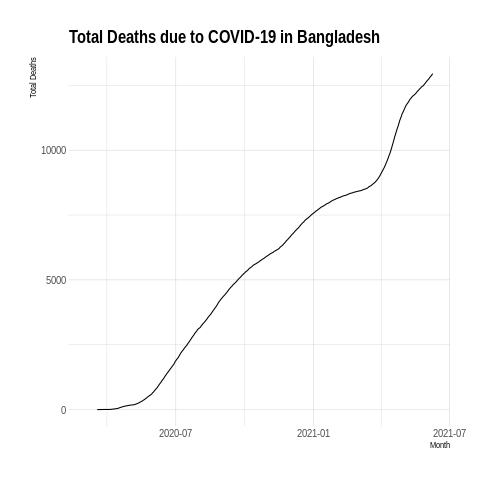 Total Deaths due to COVID-19 in Bangladesh
Total Deaths
10000
5000
0
2020-07
2021-01
2021-07
Month